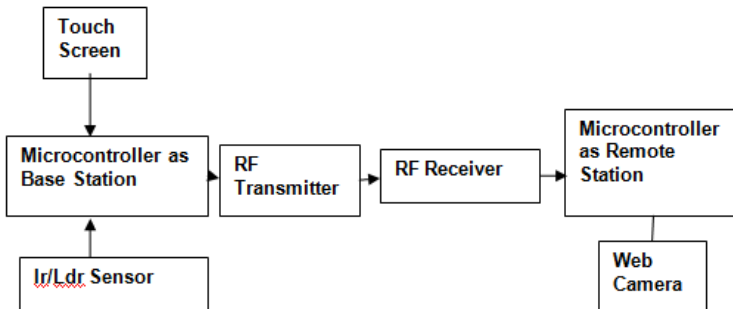 Touch
Screen
Microcontroller as
Base Station
RF
Transmitter
RF Receiver
Microcontroller
as Remote
Station
Ir/Ldr Sensor
Web
Camera